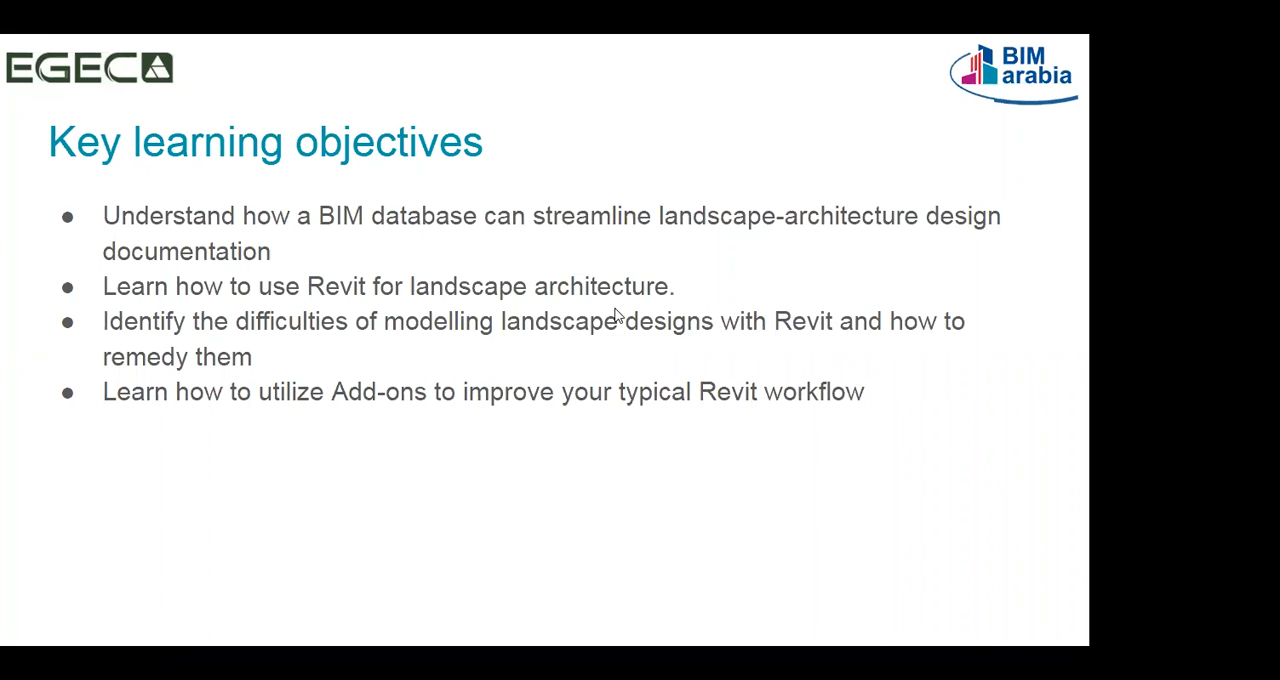 EGEC
BIM
arabia
Key learning objectives
● Understand how a BIM database can streamline landscape-architecture design
documentation
● Learn how to use Revit for landscape architecture.
● Identify the difficulties of modelling landscape designs with Revit and how to
remedy them
● Learn how to utilize Add-ons to improve your typical Revit workflow